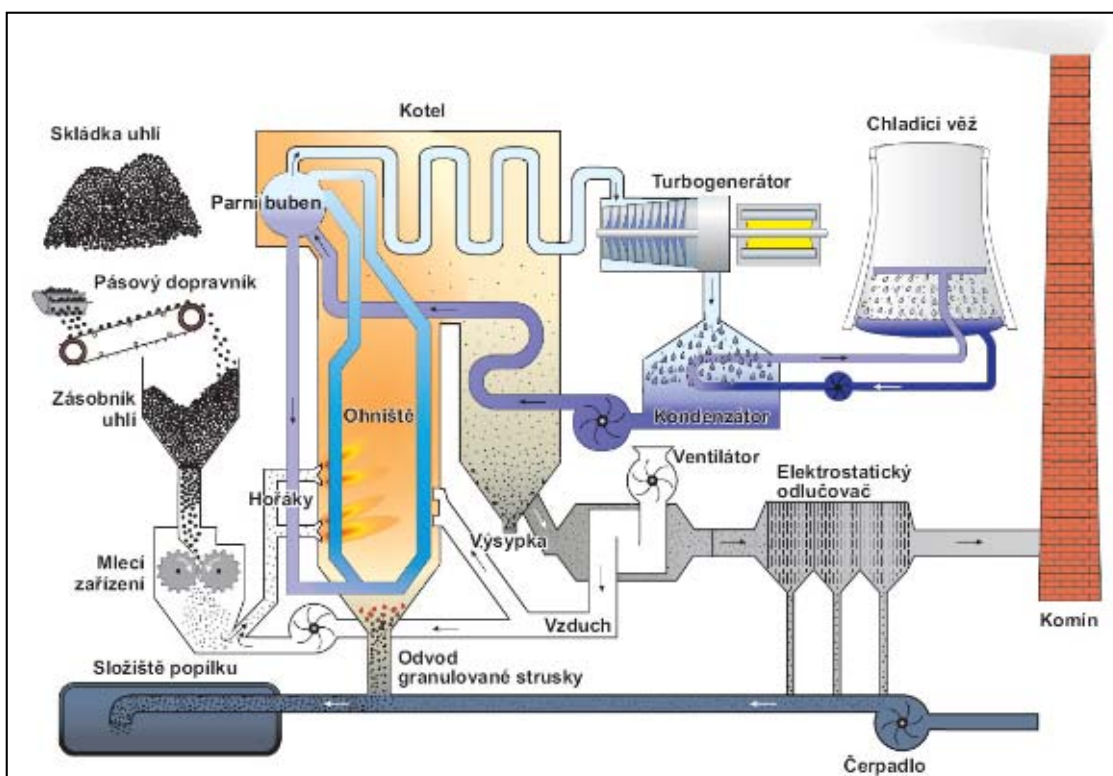 Kotel
Skládka uhlí
Chladicí věž
Turbogenerátor
Parní buben
Pásový dopravník
Zásobník
uhlí
Ohniště
Kondenzátor
Ventilátor
Elektrostatický
odlučovač
Hořáky
Výsypka
Mlecí
zařízení
Vzduch
Komín
Složiště popílku
Odvod
granulované strusky
Čerpadlo